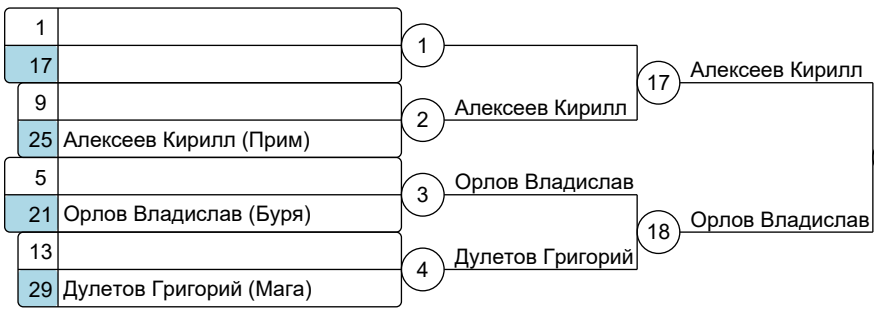 1
17
1
9
25 Алексеев Кирилл (Прим)
2
Алексеев Кирилл
17
Алексеев Кирилл
5
21 Орлов Владислав (Буря)
3
Орлов Владислав
13
29 Дулетов Григорий (Мага)
4
Дулетов Григорий
18
Орлов Владислав